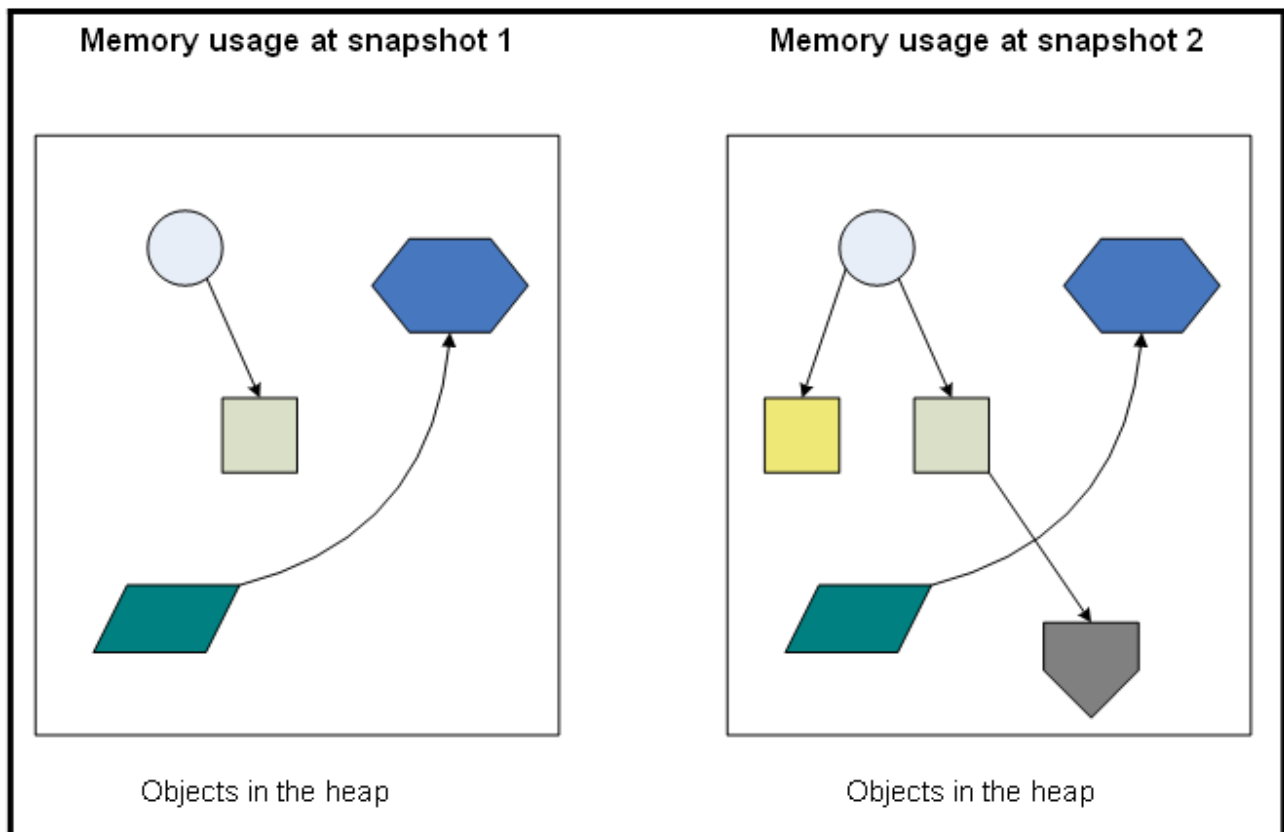 Memory usage at snapshot 1
Memory usage at snapshot 2
Objects in the heap
Objects in the heap